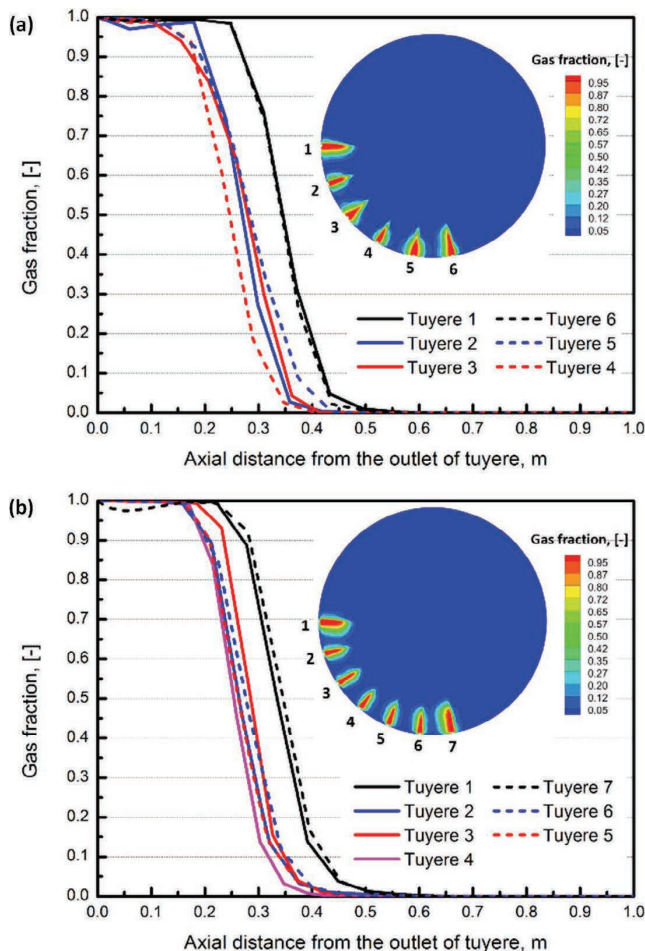 (a)
Gas fraction, [-]
1.0
0.9
0.8
0.7
0.6
0.5
0.4
0.3
0.2
0.1
0.0
Gas fraction, [-]
0.95
0.87
0.80
0.72
0.65
0.57
0.50
0.42
0.35
0.27
0.20
0.12
0.05
1
2
3
4
5
6
Tuyere 1
Tuyere 6
Tuyere 2
Tuyere 5
Tuyere 3
Tuyere 4
0.0 0.1 0.2 0.3 0.4 0.5 0.6 0.7 0.8 0.9 1.0
Axial distance from the outlet of tuyere, m
(b)
Gas fraction, [-]
1.0
0.9
0.8
0.7
0.6
0.5
0.4
0.3
0.2
0.1
0.0
Gas fraction, [-]
0.95
0.87
0.80
0.72
0.65
0.57
0.50
0.42
0.35
0.27
0.20
0.12
0.05
1
2
3
4
5
6
7
Tuyere 1
Tuyere 7
Tuyere 2
Tuyere 6
Tuyere 3
Tuyere 5
Tuyere 4
0.0 0.1 0.2 0.3 0.4 0.5 0.6 0.7 0.8 0.9 1.0
Axial distance from the outlet of tuyere, m